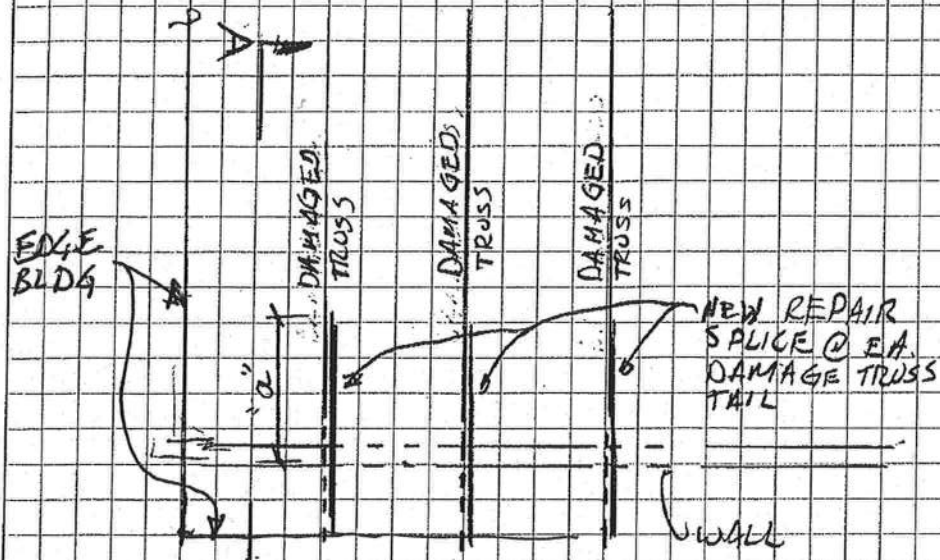 A
DAMAGED
TRUSS
DAMAGED
TRUSS
DAMAGED
TRUSS
EDGE
BLDG
"a"
NEW REPAIR
SPLICE @ EA.
DAMAGE TRUSS
TAIL
WALL